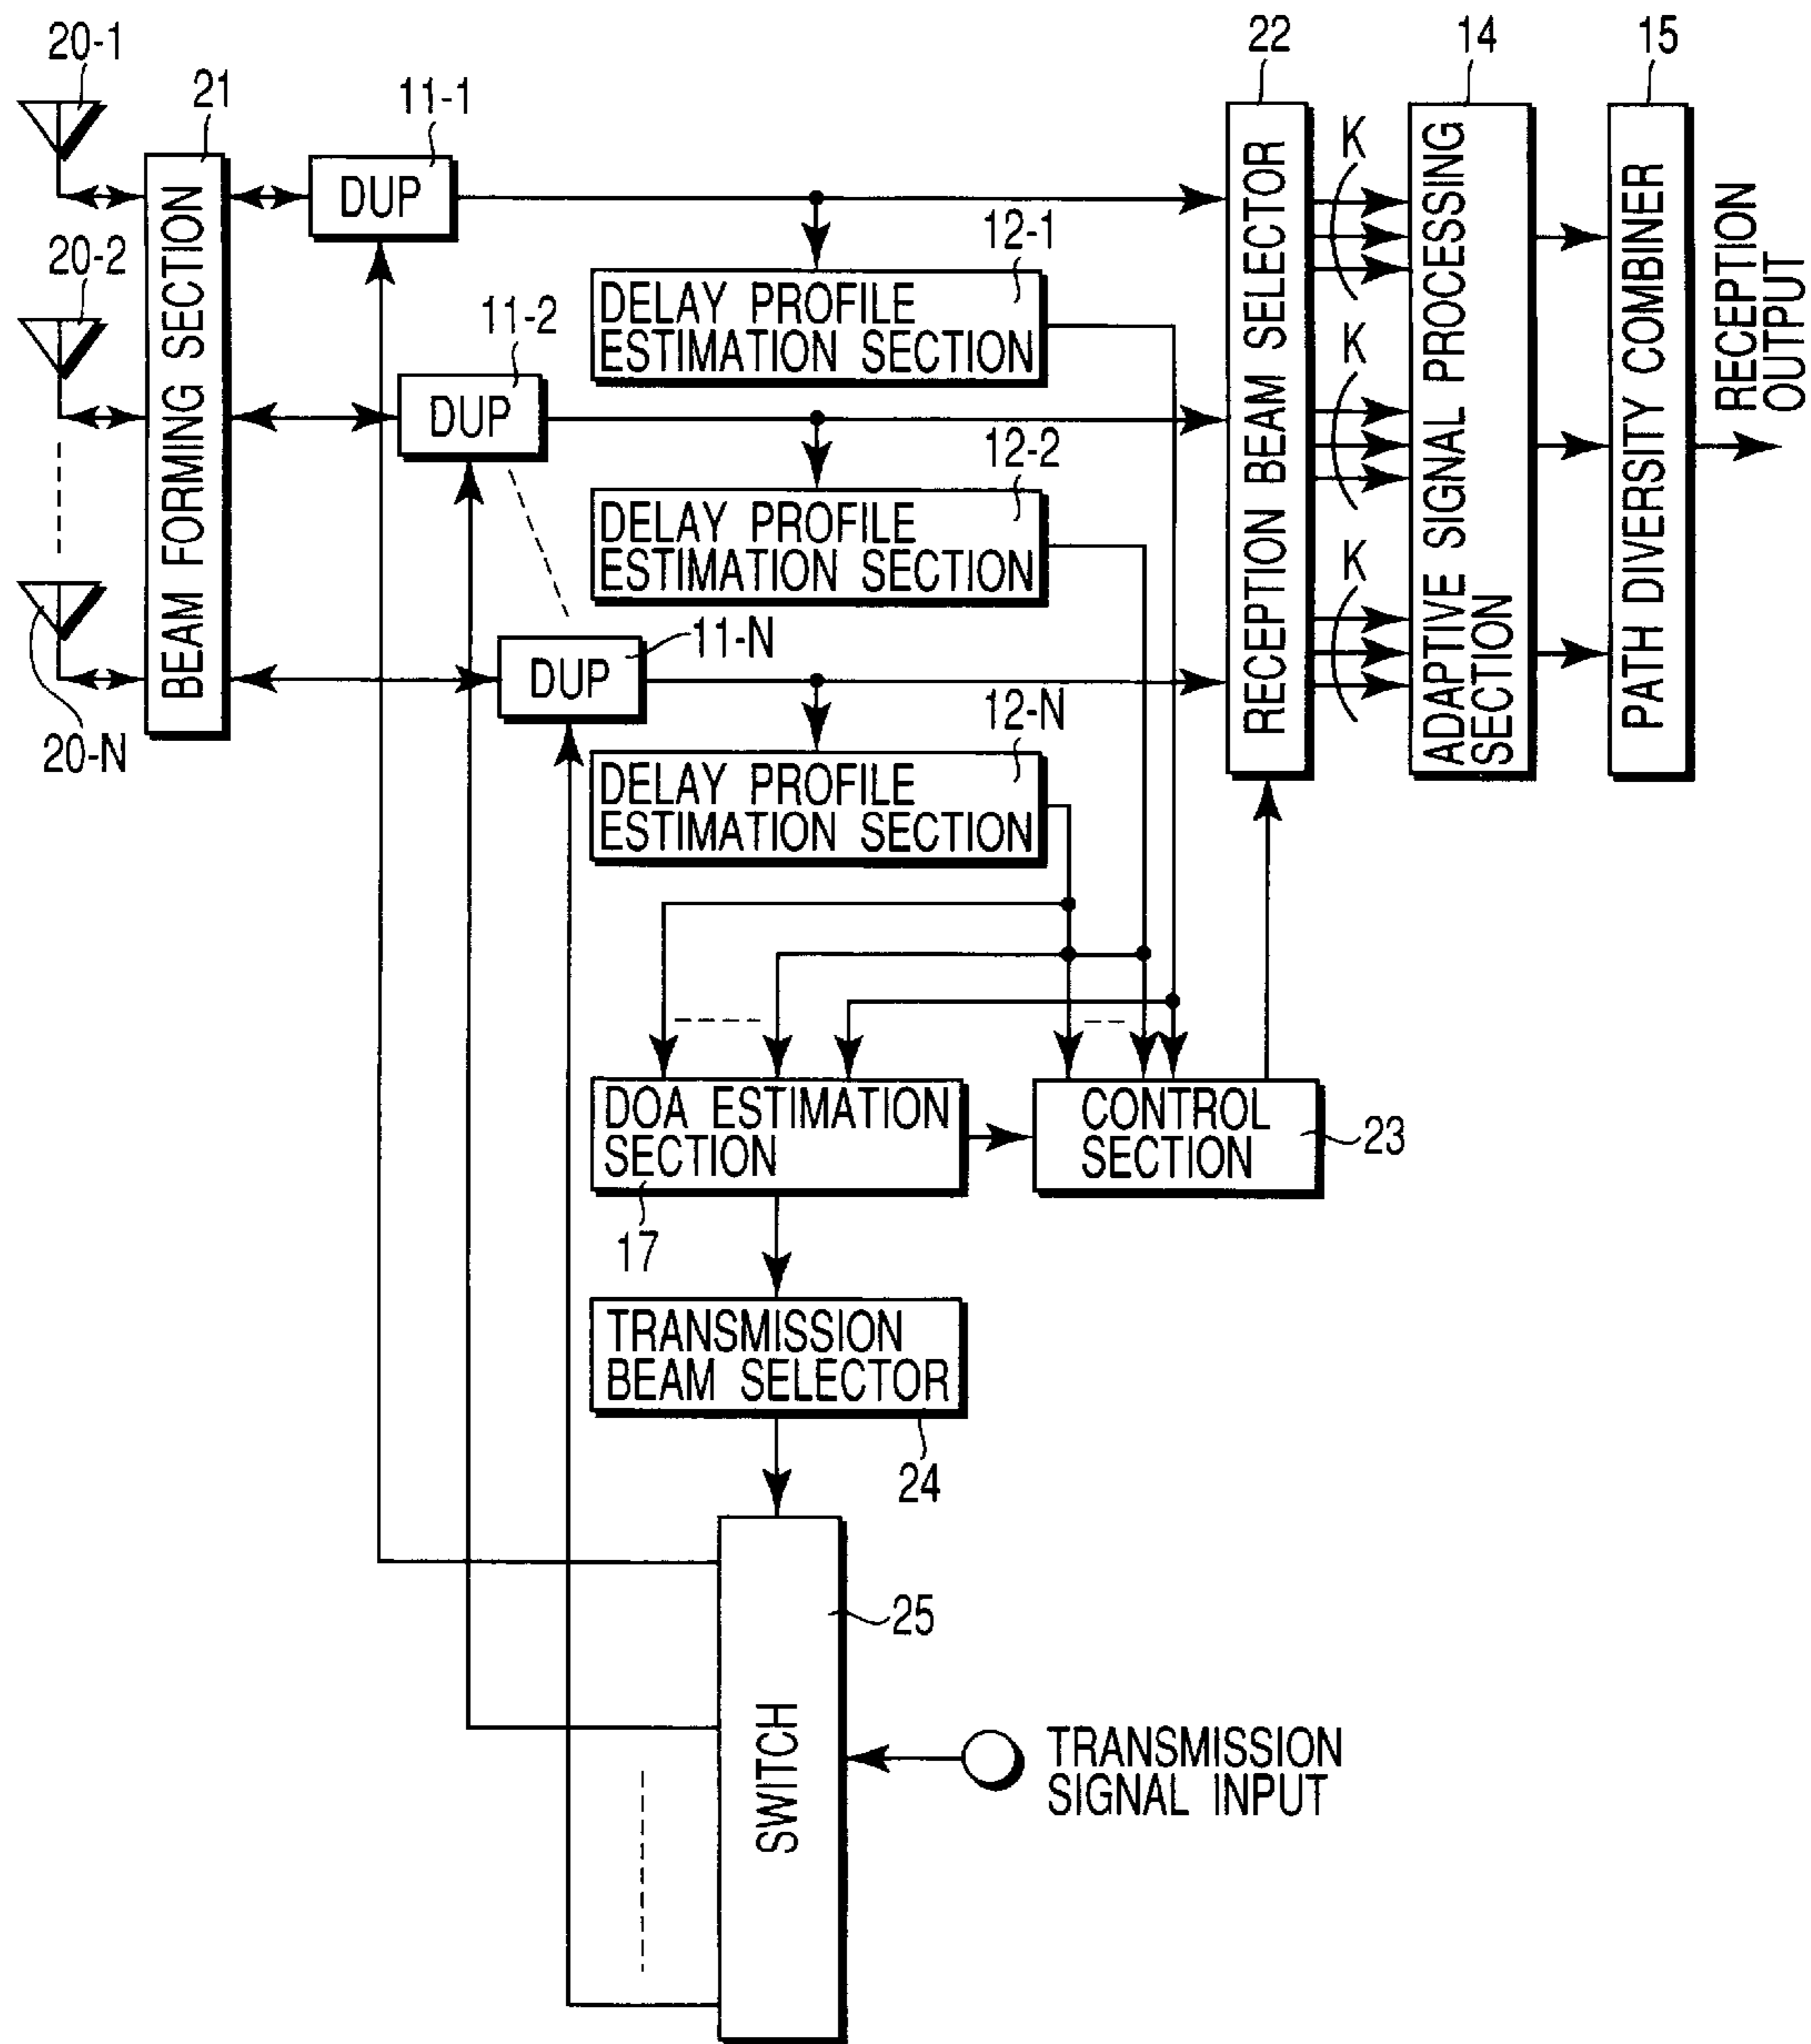 20-1
21
11-1
22
14
15
DUP
BEAM FORMING SECTION
20-2
12-1
DELAY PROFILE
ESTIMATION SECTION
11-2
DUP
12-2
DELAY PROFILE
ESTIMATION SECTION
11-N
DUP
20-N
12-N
DELAY PROFILE
ESTIMATION SECTION
RECEPTION BEAM SELECTOR
K
K
K
ADAPTIVE SIGNAL PROCESSING
SECTION
PATH DIVERSITY COMBINER
RECEPTION
OUTPUT
DOA ESTIMATION
SECTION
17
CONTROL
SECTION
23
TRANSMISSION
BEAM SELECTOR
24
25
SWITCH
TRANSMISSION
SIGNAL INPUT